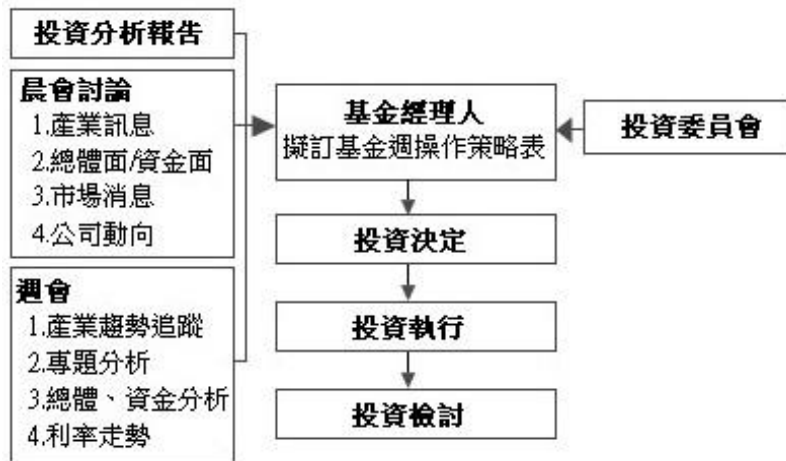 投資分析報告
晨會討論
1.產業訊息
2.總體面/資金面
3.市場消息
4.公司動向
週會
1.產業趨勢追蹤
2.專題分析
3.總體、資金分析
4.利率走勢
基金經理人
擬訂基金週操作策略表
投資委員會
投資決定
投資執行
投資檢討